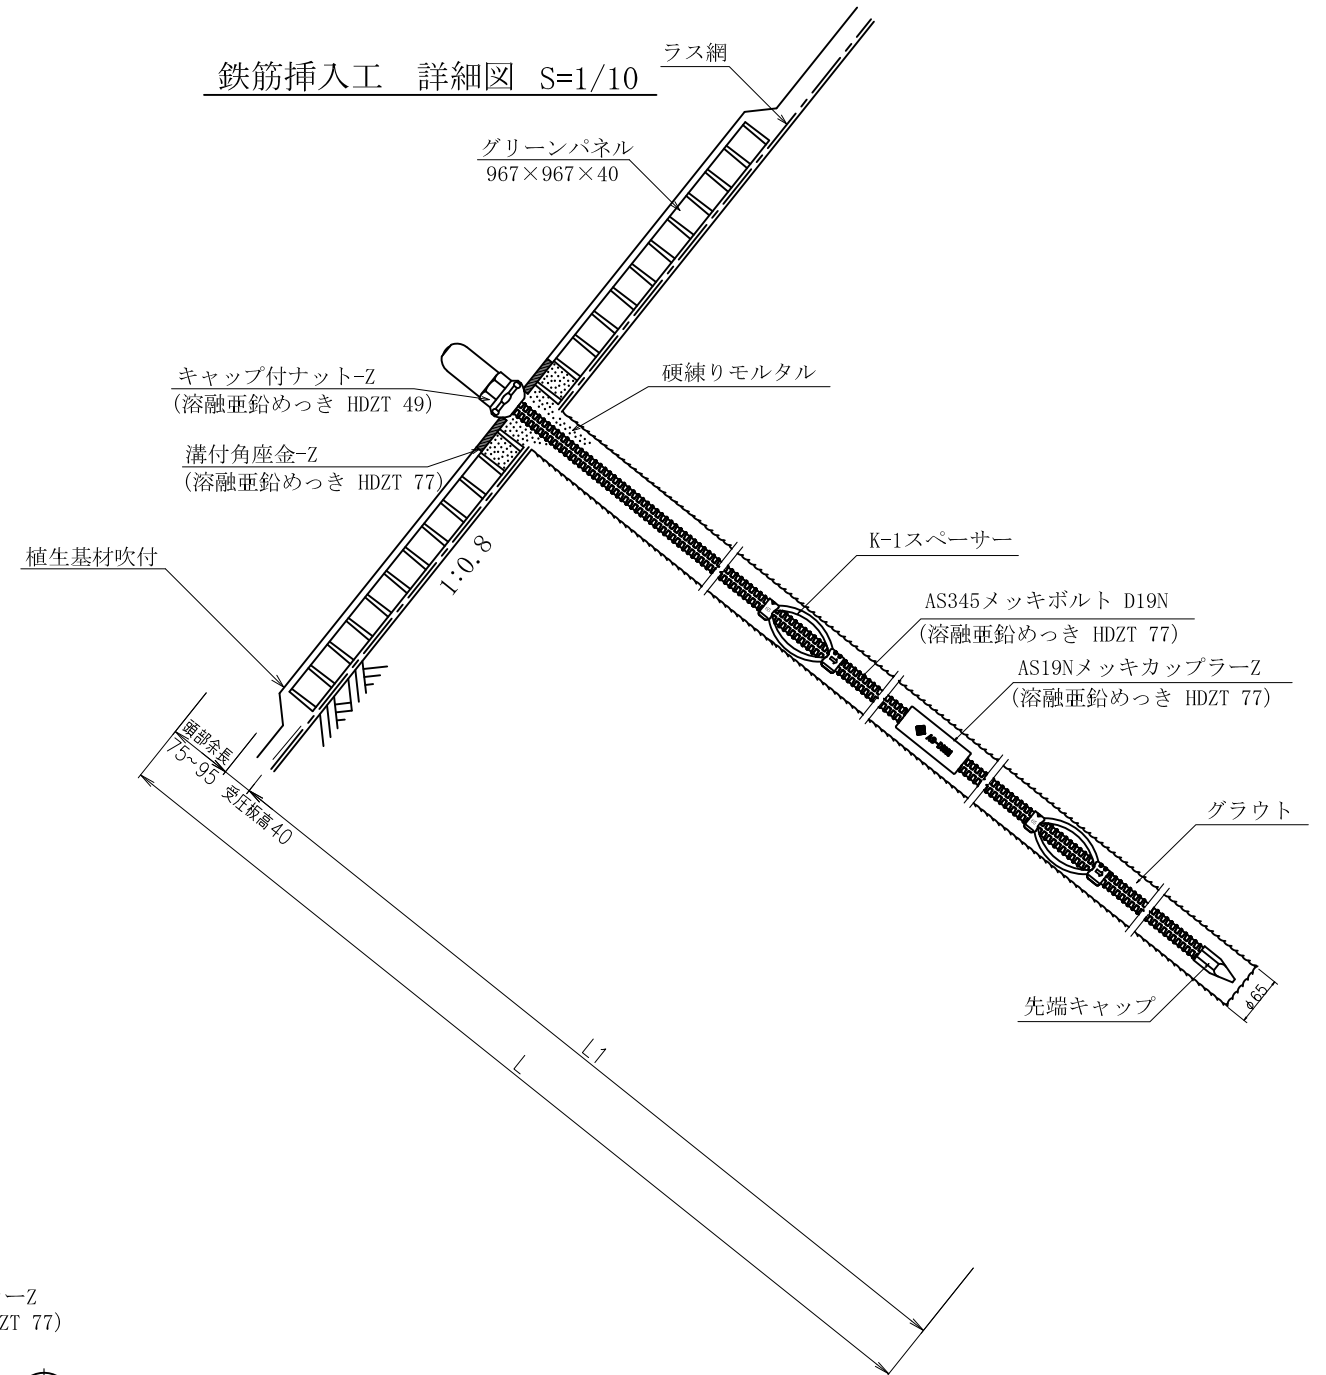 鉄筋挿入工　詳細図　S=1/10
ラス網
グリーンパネル
967×967×40
キャップ付ナット-Z
(溶融亜鉛めっき HDZT 49)
硬練りモルタル
溝付角座金-Z
(溶融亜鉛めっき HDZT 77)
植生基材吹付
1:0.8
K-1スペーサー
AS345メッキボルト D19N
(溶融亜鉛めっき HDZT 77)
AS19NメッキカップラーZ
(溶融亜鉛めっき HDZT 77)
頭部余長
75~95
受圧板高40
グラウト
先端キャップ
φ65
L1
L
ーZ
ZT 77)